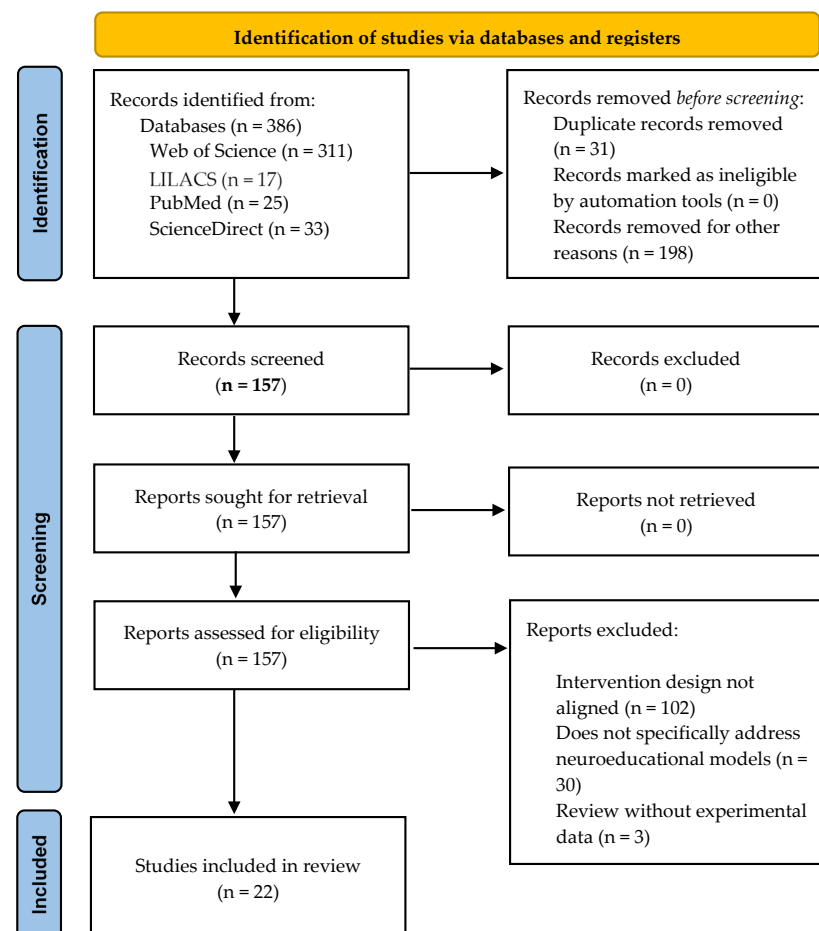 Identification of studies via databases and registers
Identification
Records identified from:
Databases (n = 386)
Web of Science (n = 311)
LILACS (n = 17)
PubMed (n = 25)
ScienceDirect (n = 33)
Records removed before screening:
Duplicate records removed
(n = 31)
Records marked as ineligible
by automation tools (n = 0)
Records removed for other
reasons (n = 198)
Screening
Records screened
(n = 157)
Records excluded
(n = 0)
Reports sought for retrieval
(n = 157)
Reports not retrieved
(n = 0)
Reports assessed for eligibility
(n = 157)
Reports excluded:
Intervention design not
aligned (n = 102)
Does not specifically address
neuroeducational models (n =
30)
Review without experimental
data (n = 3)
Included
Studies included in review
(n = 22)